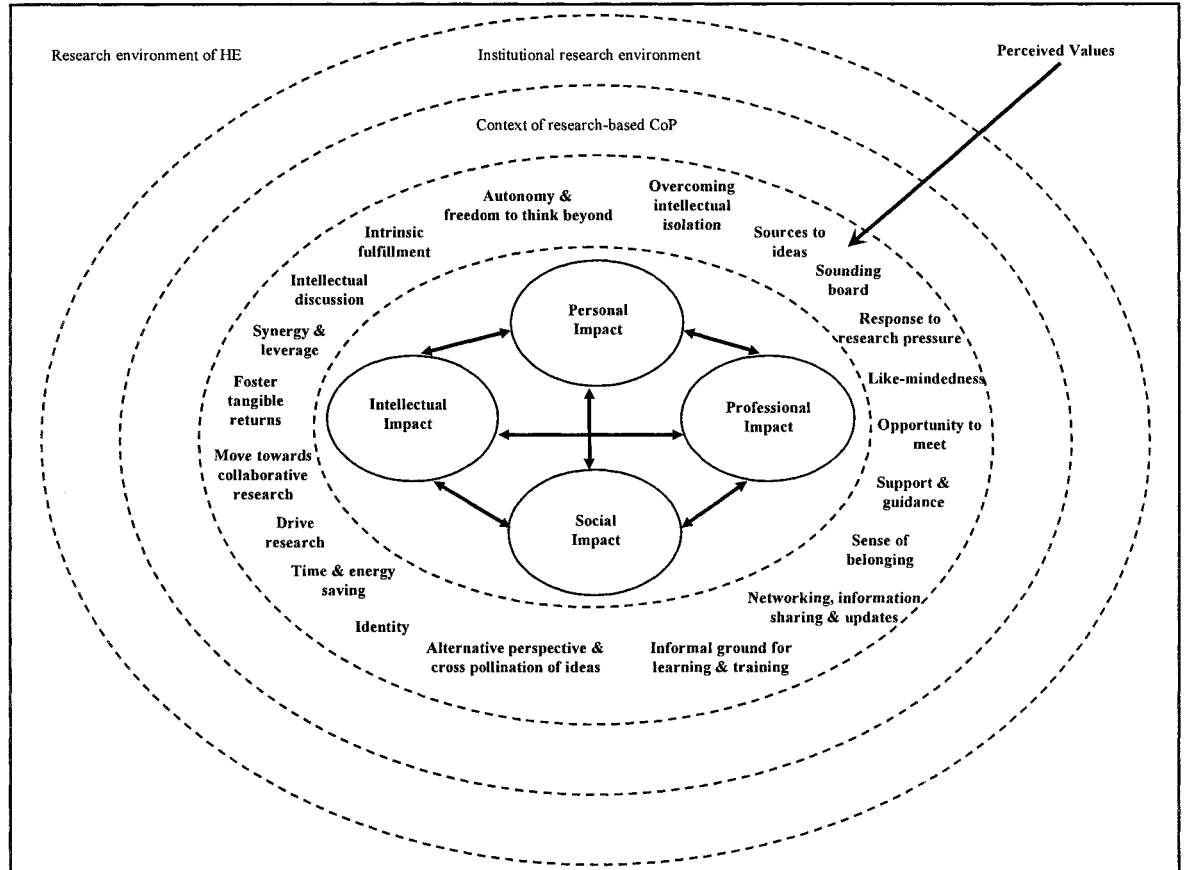 Research environment of HE
Institutional research environment
Perceived Values
Context of research-based CoP
Autonomy &
freedom to think beyond
Overcoming
intellectual
isolation
Sources to
ideas
Sounding
board
Response to
research pressure
Like-mindedness
Opportunity to
meet
Support &
guidance
Sense of
belonging
Networking, information
sharing & updates
Informal ground for
learning & training
Alternative perspective &
cross pollination of ideas
Identity
Time & energy
saving
Drive
research
Move towards
collaborative
research
Foster
tangible
returns
Synergy &
leverage
Intellectual
discussion
Intrinsic
fulfillment
Personal
Impact
Intellectual
Impact
Professional
Impact
Social
Impact